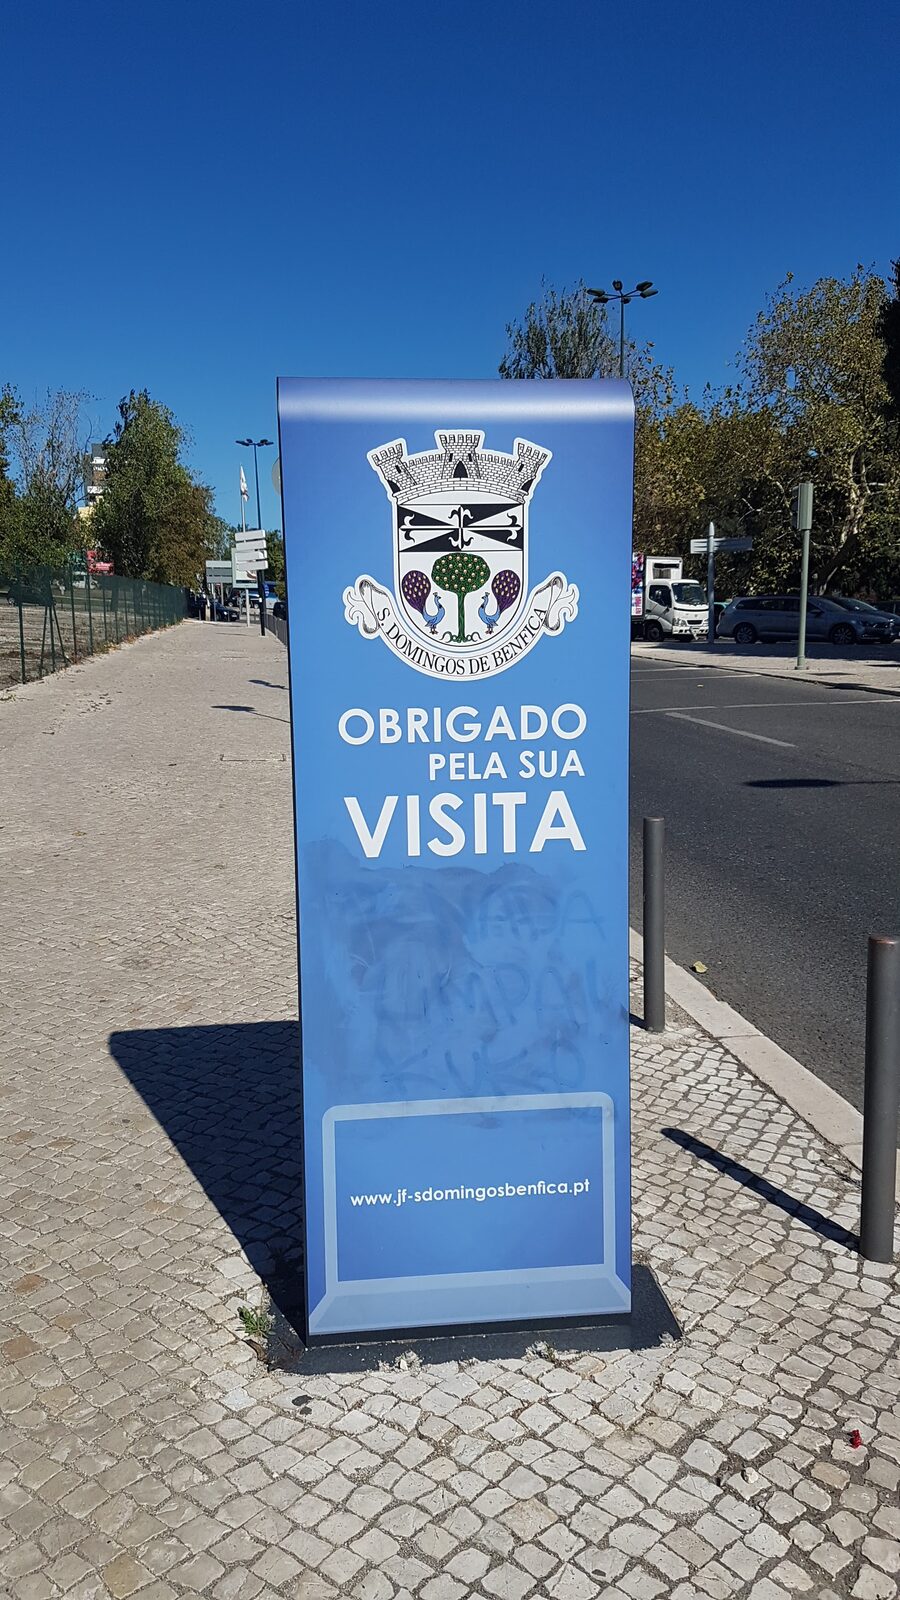 S. DOMINGOS DE BENFICA
OBRIGADO
PELA SUA
VISITA
www.jf-sdomingosbenfica.pt